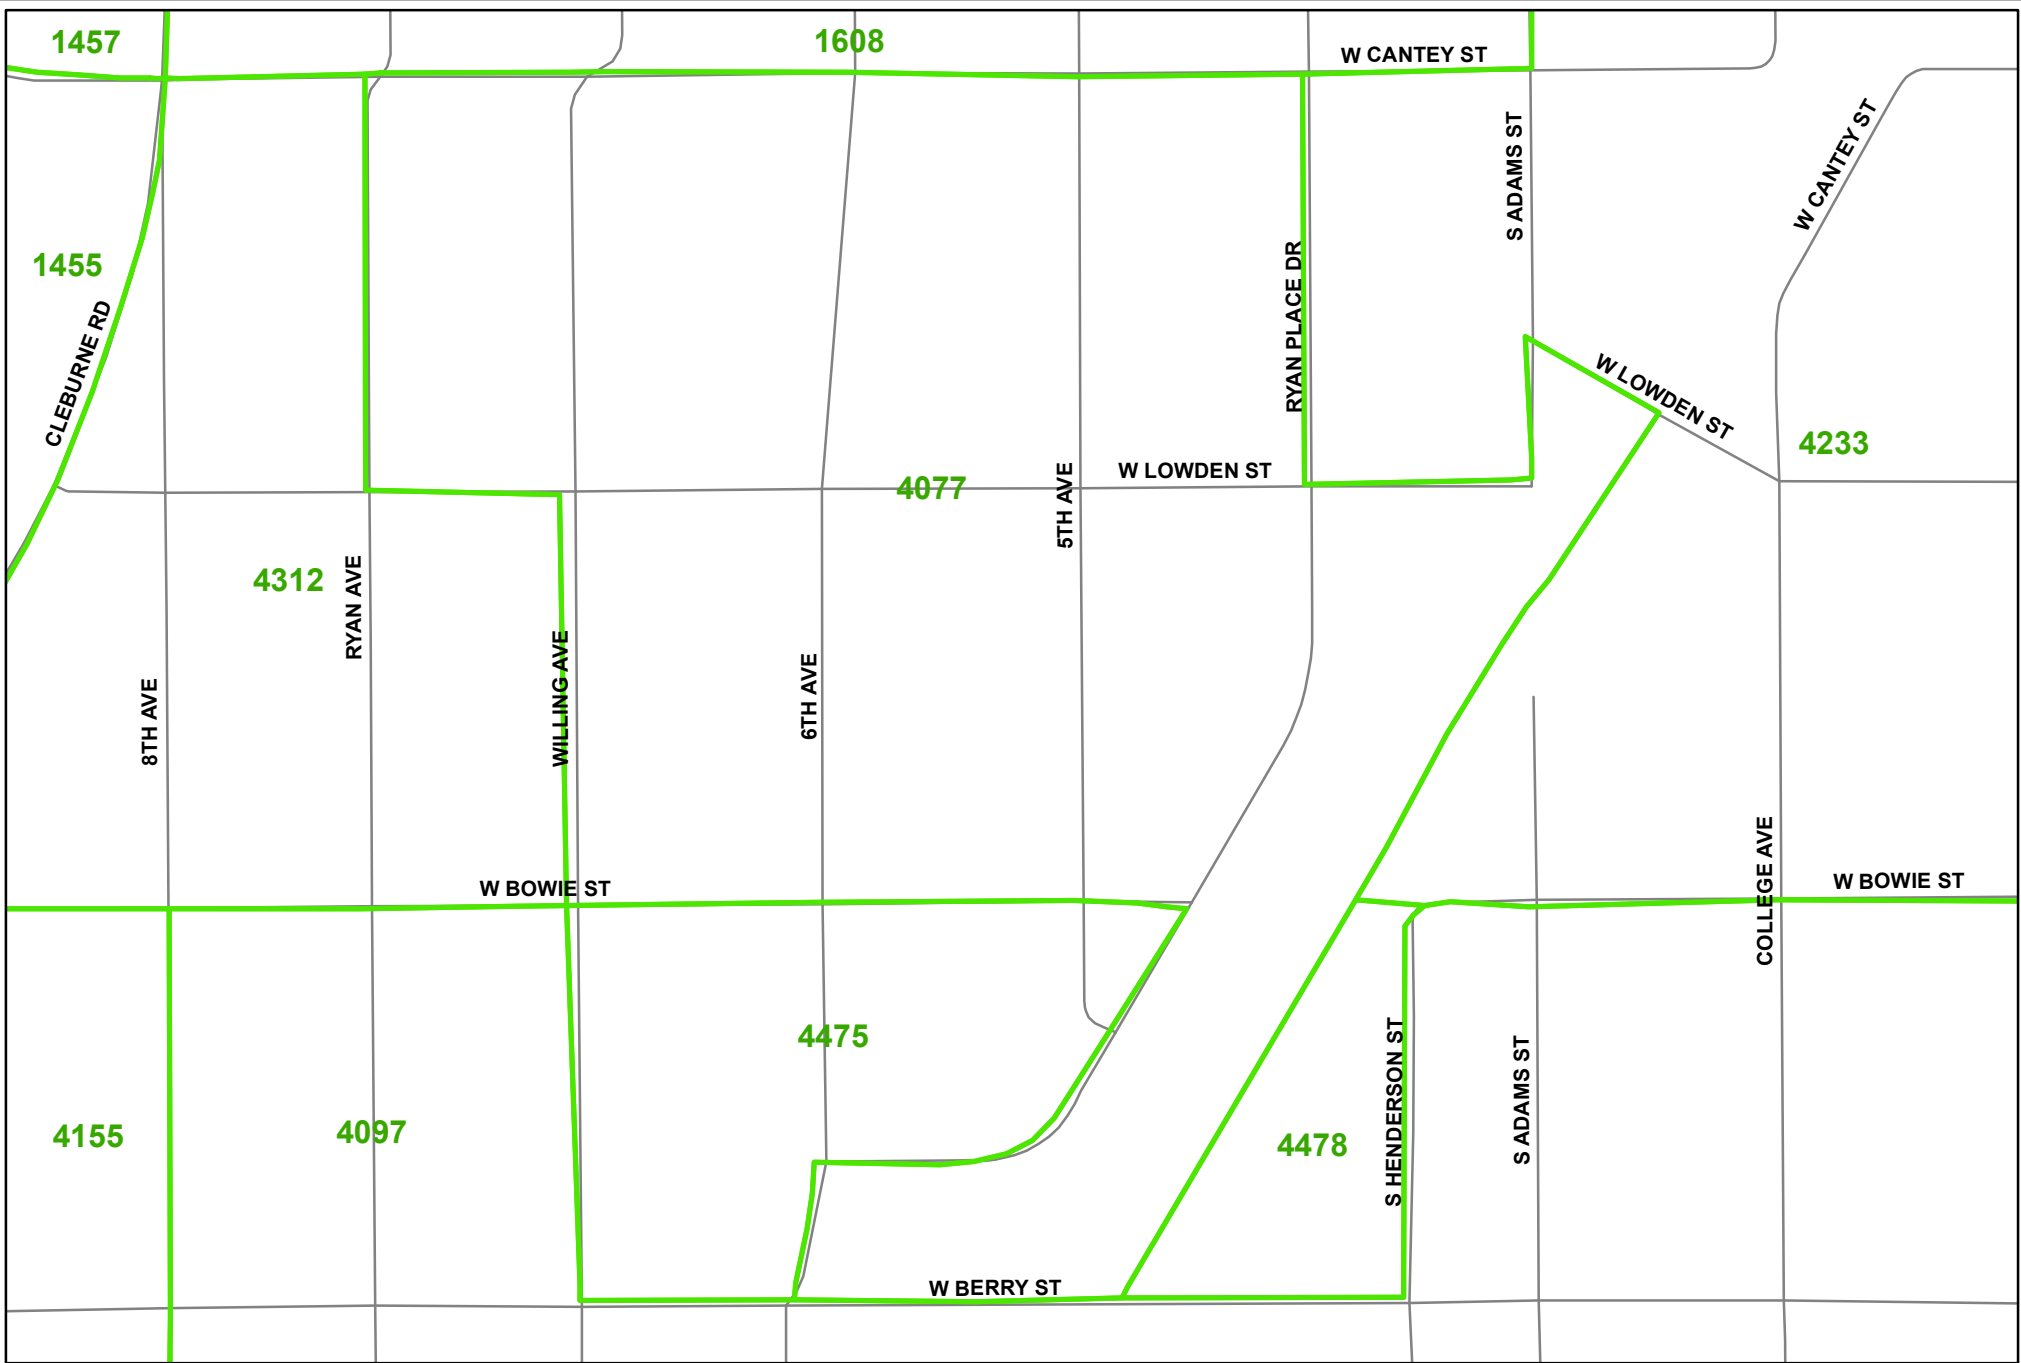 1457
1608
W CANTEY ST
W CANTEY ST
S ADAMS ST
1455
CLEBURNE RD
RYAN PLACE DR
W LOWDEN ST
4233
W LOWDEN ST
4077
5TH AVE
4312
RYAN AVE
WILLING AVE
6TH AVE
8TH AVE
W BOWIE ST
COLLEGE AVE
W BOWIE ST
4475
4155
4097
4478
S HENDERSON ST
S ADAMS ST
W BERRY ST